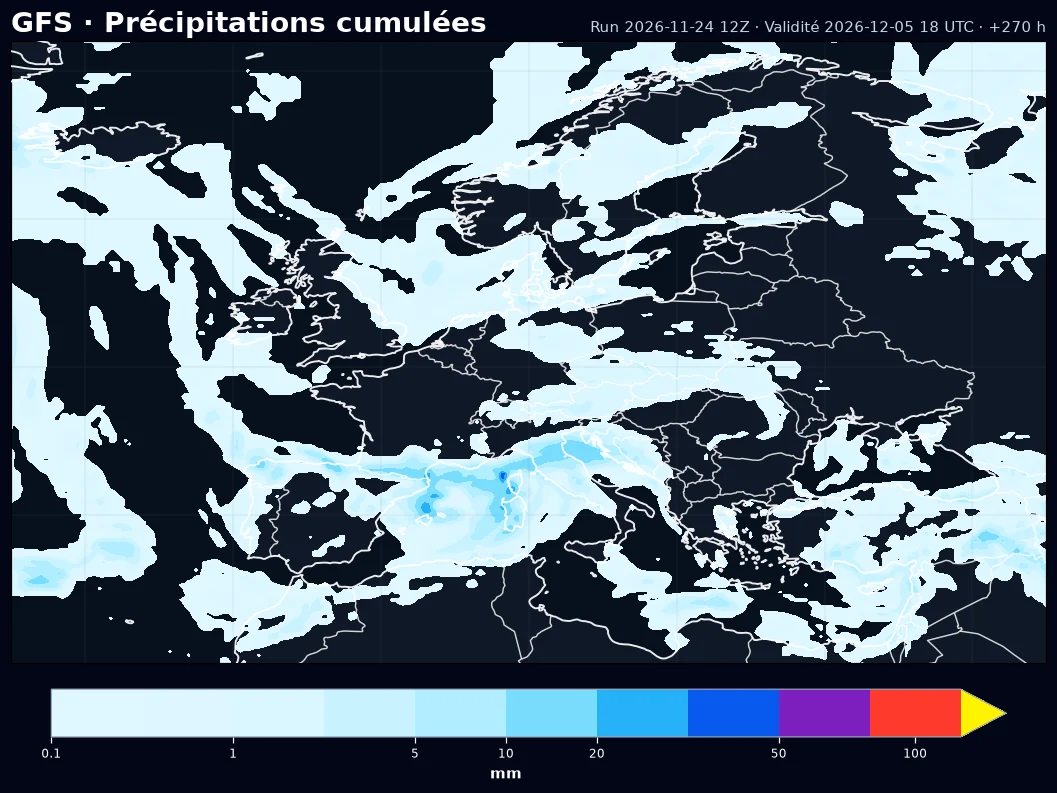 GFS · Précipitations cumulées
Run 2026-11-24 12Z · Validité 2026-12-05 18 UTC · +270 h
0.1 1 5 10 20 50 100
mm